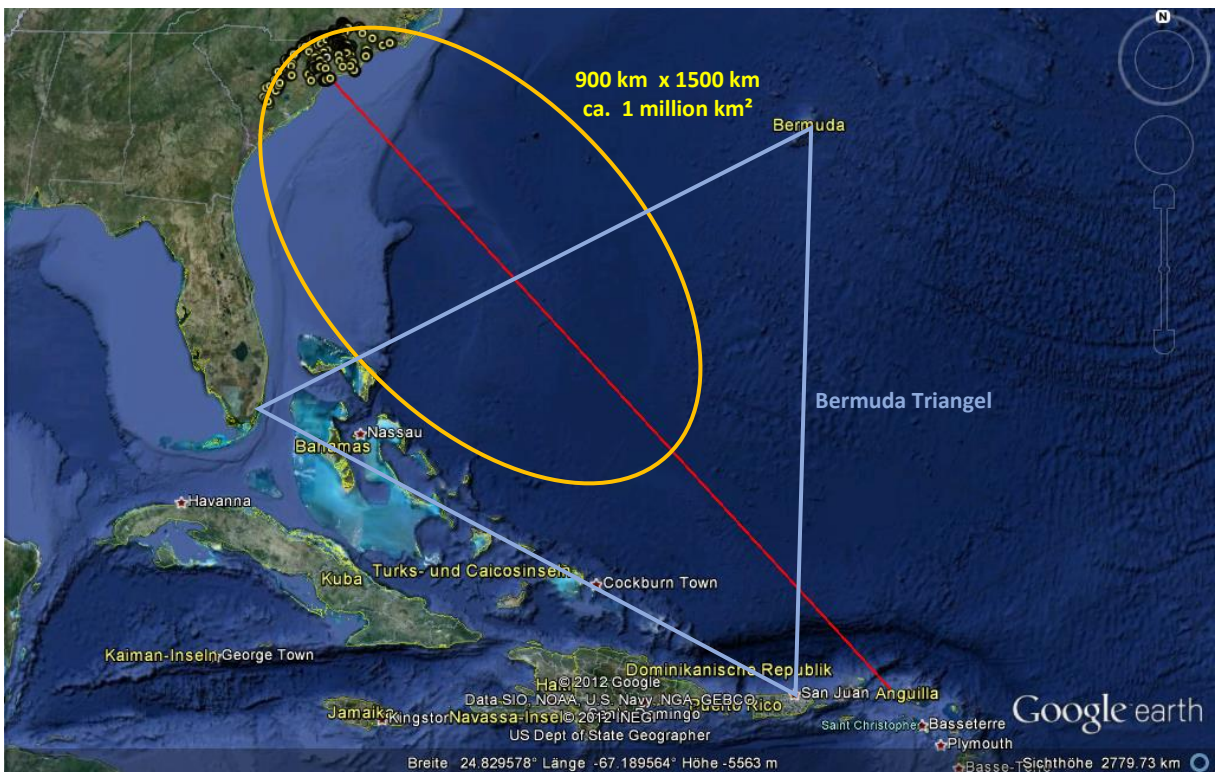 N
900 km x 1500 km
ca. 1 million km²
Bermuda
Bermuda Triangel
Nassau
Bahamas
Havanna
Kuba
Turks- und Caicosinseln
Cockburn Town
Kaiman-Inseln
George Town
Dominikanische Republik
© 2012 Google
Data SIO, NOAA, U.S. Navy, NGA, GEBCO
© 2012 INEGI
US Dept of State Geographer
San Juan
Anguilla
Jamaika
Navassa-Insel
Saint Christophe
Basseterre
Plymouth
Google earth
Breite 24.829578° Länge -67.189564° Höhe -5563 m
Sichthöhe 2779.73 km